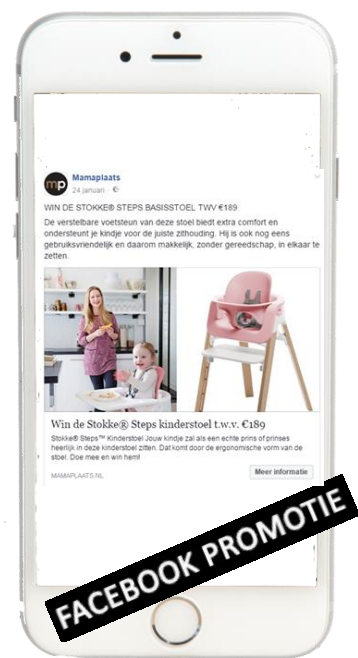 mp
Mamaplaats
24 januari
WIN DE STOKKE® STEPS BASISSTOEL TWV €189
De verstelbare voetsteun van deze stoel biedt extra comfort en
ondersteunt je kindje voor de juiste zithouding. Hij is ook nog eens
gebruiksvriendelijk en daarom makkelijk, zonder gereedschap, in elkaar te
zetten.
Win de Stokke® Steps kinderstoel t.w.v. €189
Stokke® Steps™ Kinderstoel Jouw kindje zal als een echte prins of prinses
heerlijk in deze kinderstoel zitten. Dat komt door de ergonomische vorm van de
stoel. Doe mee en win hem!
MAMAPLAATS.NL
Meer informatie
FACEBOOK PROMOTIE